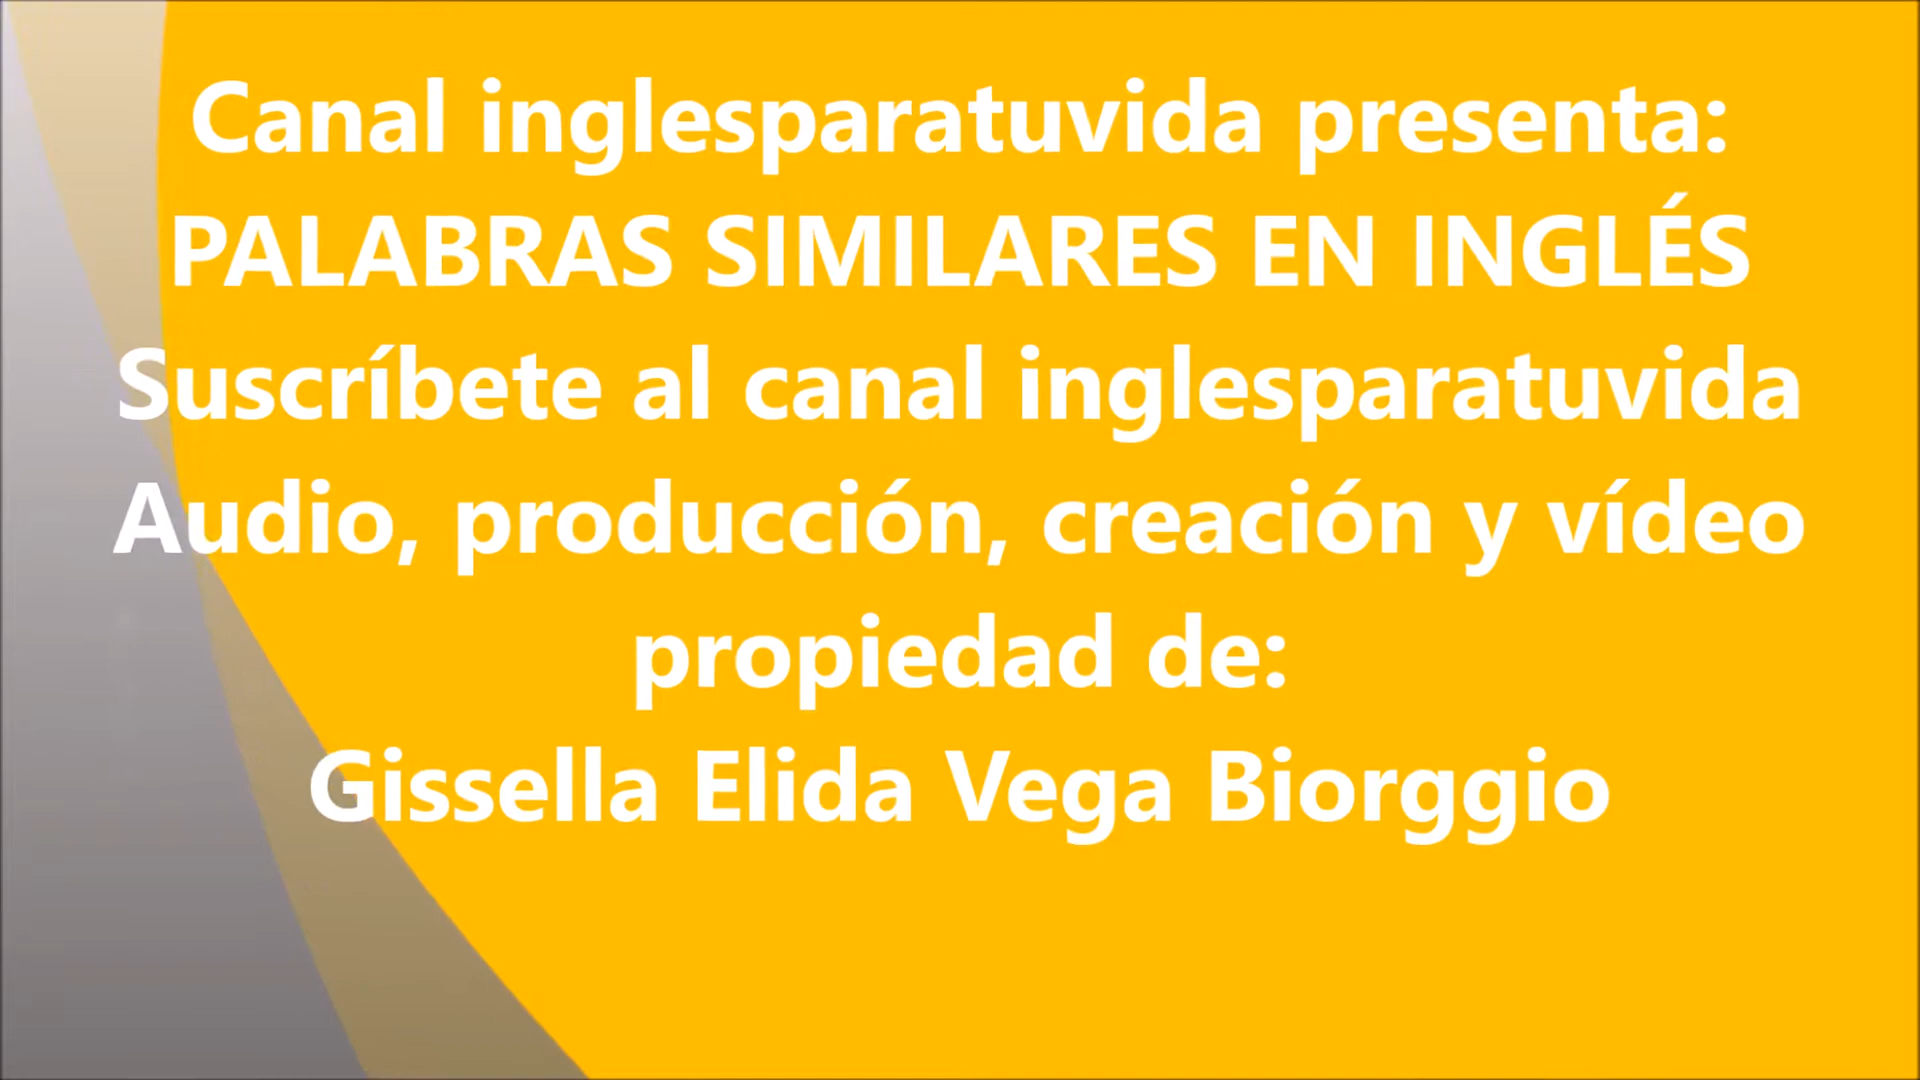 Canal inglesparatuvida presenta:
PALABRAS SIMILARES EN INGLÉS
Suscríbete al canal inglesparatuvida
Audio, producción, creación y vídeo
propiedad de:
Gissella Elida Vega Biorggio